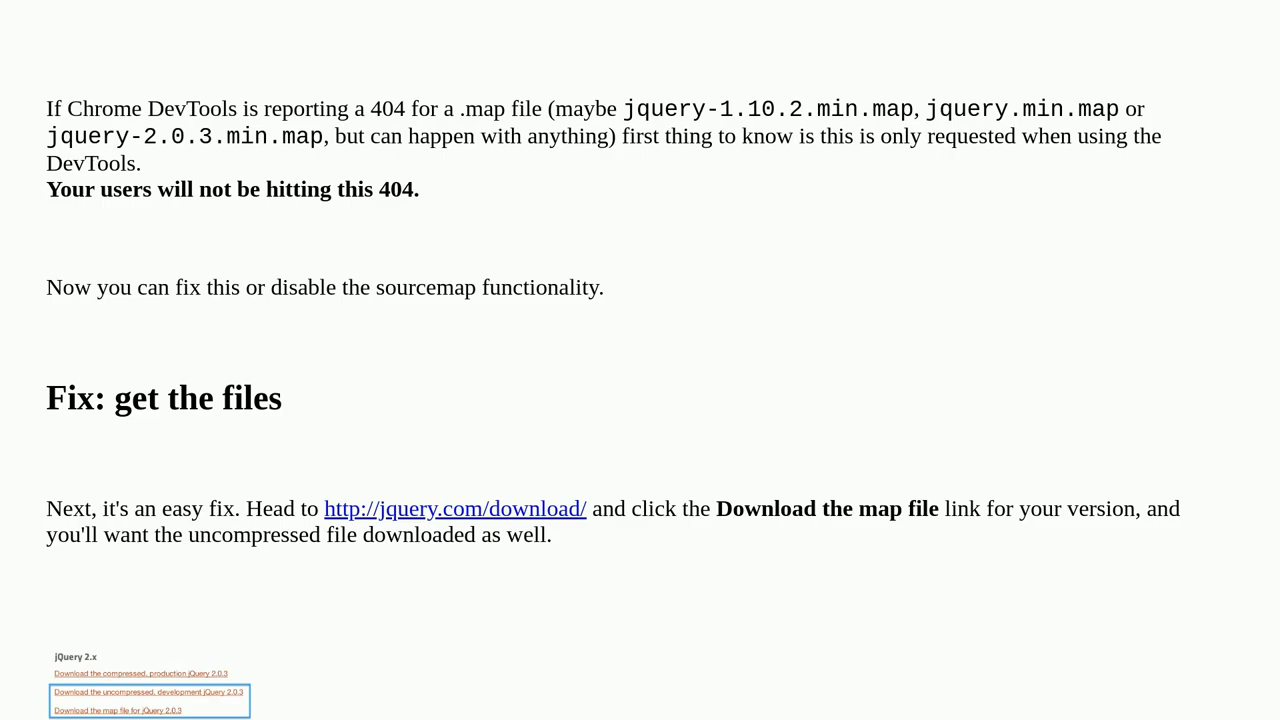 If Chrome DevTools is reporting a 404 for a .map file (maybe jquery-1.10.2.min.map, jquery.min.map or
jquery-2.0.3.min.map, but can happen with anything) first thing to know is this is only requested when using the
DevTools.
Your users will not be hitting this 404.
Now you can fix this or disable the sourcemap functionality.
Fix: get the files
Next, it's an easy fix. Head to http://jquery.com/download/ and click the Download the map file link for your version, and
you'll want the uncompressed file downloaded as well.
jQuery 2.x
Download the compressed, production jQuery 2.0.3
Download the uncompressed, development jQuery 2.0.3
Download the map file for jQuery 2.0.3